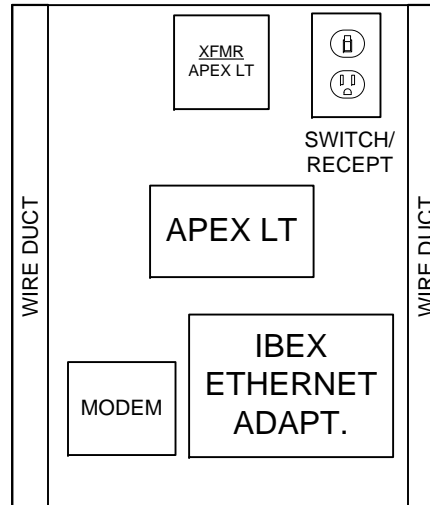 XFMR
APEX LT
SWITCH/
RECEPT
WIRE DUCT
APEX LT
WIRE DUCT
IBEX
ETHERNET
ADAPT.
MODEM